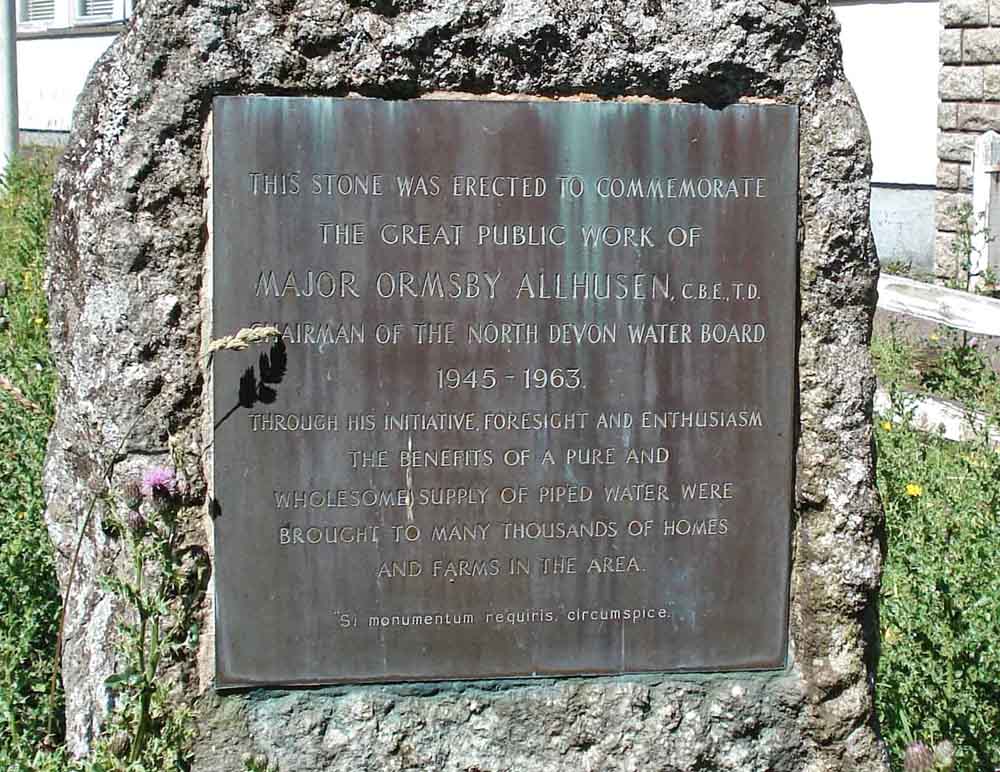 THIS STONE WAS ERECTED TO COMMEMORATE
THE GREAT PUBLIC WORK OF
MAJOR ORMSBY ALLHUSEN, C.B.E., T.D.
CHAIRMAN OF THE NORTH DEVON WATER BOARD
1945 - 1963.
THROUGH HIS INITIATIVE, FORESIGHT AND ENTHUSIASM
THE BENEFITS OF A PURE AND
WHOLESOME SUPPLY OF PIPED WATER WERE
BROUGHT TO MANY THOUSANDS OF HOMES
AND FARMS IN THE AREA.
"Si monumentum requiris, circumspice."